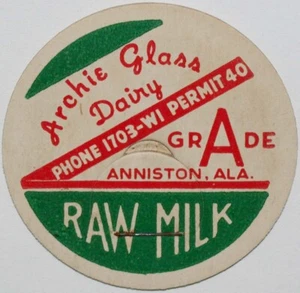 Archie Glass
Dairy
PHONE 1703-W1 PERMIT 40
GRADE
A
ANNISTON, ALA.
RAW MILK